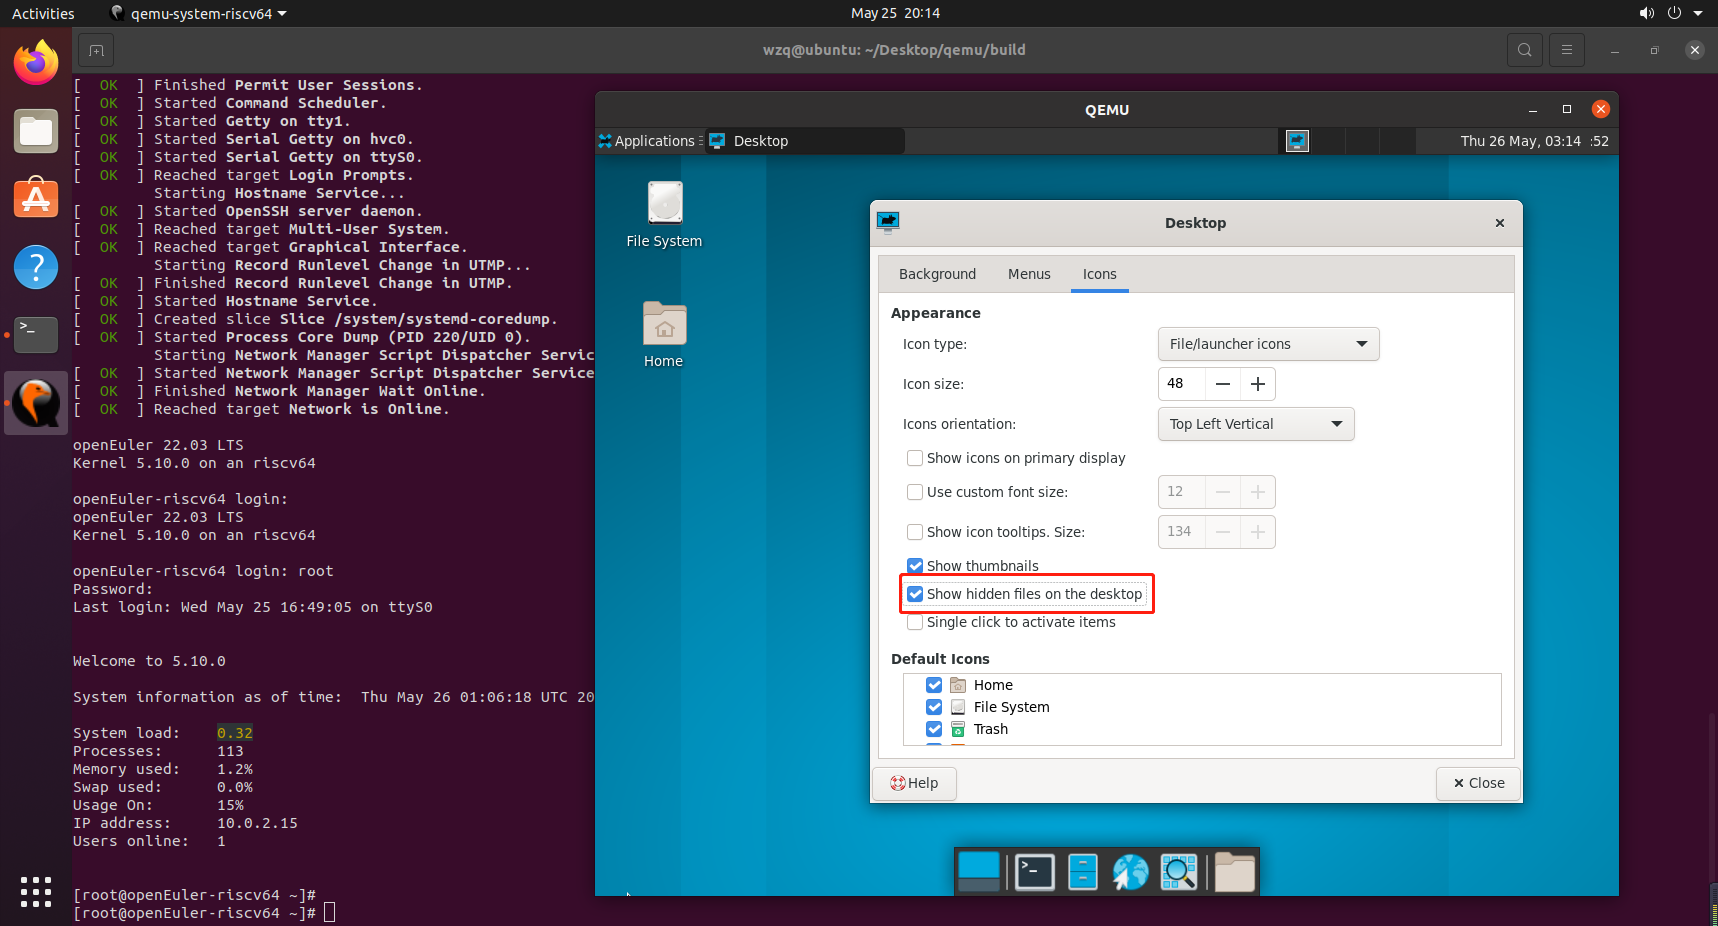 Activities
qemu-system-riscv64
May 25 20:14
wzq@ubuntu: ~/Desktop/qemu/build
[ OK ] Finished Permit User Sessions.
[ OK ] Started Command Scheduler.
[ OK ] Started Getty on tty1.
[ OK ] Started Serial Getty on hvc0.
[ OK ] Started Serial Getty on ttyS0.
[ OK ] Reached target Login Prompts.
Starting Hostname Service...
[ OK ] Started OpenSSH server daemon.
[ OK ] Reached target Multi-User System.
[ OK ] Reached target Graphical Interface.
Starting Record Runlevel Change in UTMP...
[ OK ] Finished Record Runlevel Change in UTMP.
[ OK ] Started Hostname Service.
[ OK ] Created slice Slice /system/systemd-coredump.
[ OK ] Started Process Core Dump (PID 220/UID 0).
Starting Network Manager Script Dispatcher Servic
[ OK ] Started Network Manager Script Dispatcher Service
[ OK ] Finished Network Manager Wait Online.
[ OK ] Reached target Network is Online.
openEuler 22.03 LTS
Kernel 5.10.0 on an riscv64
openEuler-riscv64 login:
openEuler 22.03 LTS
Kernel 5.10.0 on an riscv64
openEuler-riscv64 login: root
Password:
Last login: Wed May 25 16:49:05 on ttyS0
Welcome to 5.10.0
System information as of time: Thu May 26 01:06:18 UTC 20
System load: 0.32
Processes: 113
Memory used: 1.2%
Swap used: 0.0%
Usage On: 15%
IP address: 10.0.2.15
Users online: 1
[root@openEuler-riscv64 ~]#
[root@openEuler-riscv64 ~]#
QEMU
Applications
Desktop
Thu 26 May, 03:14 :52
File System
Home
Desktop
Background
Menus
Icons
Appearance
Icon type: File/launcher icons
Icon size: 48
Icons orientation: Top Left Vertical
Show icons on primary display
Use custom font size: 12
Show icon tooltips. Size: 134
Show thumbnails
Show hidden files on the desktop
Single click to activate items
Default Icons
Home
File System
Trash
Help
Close